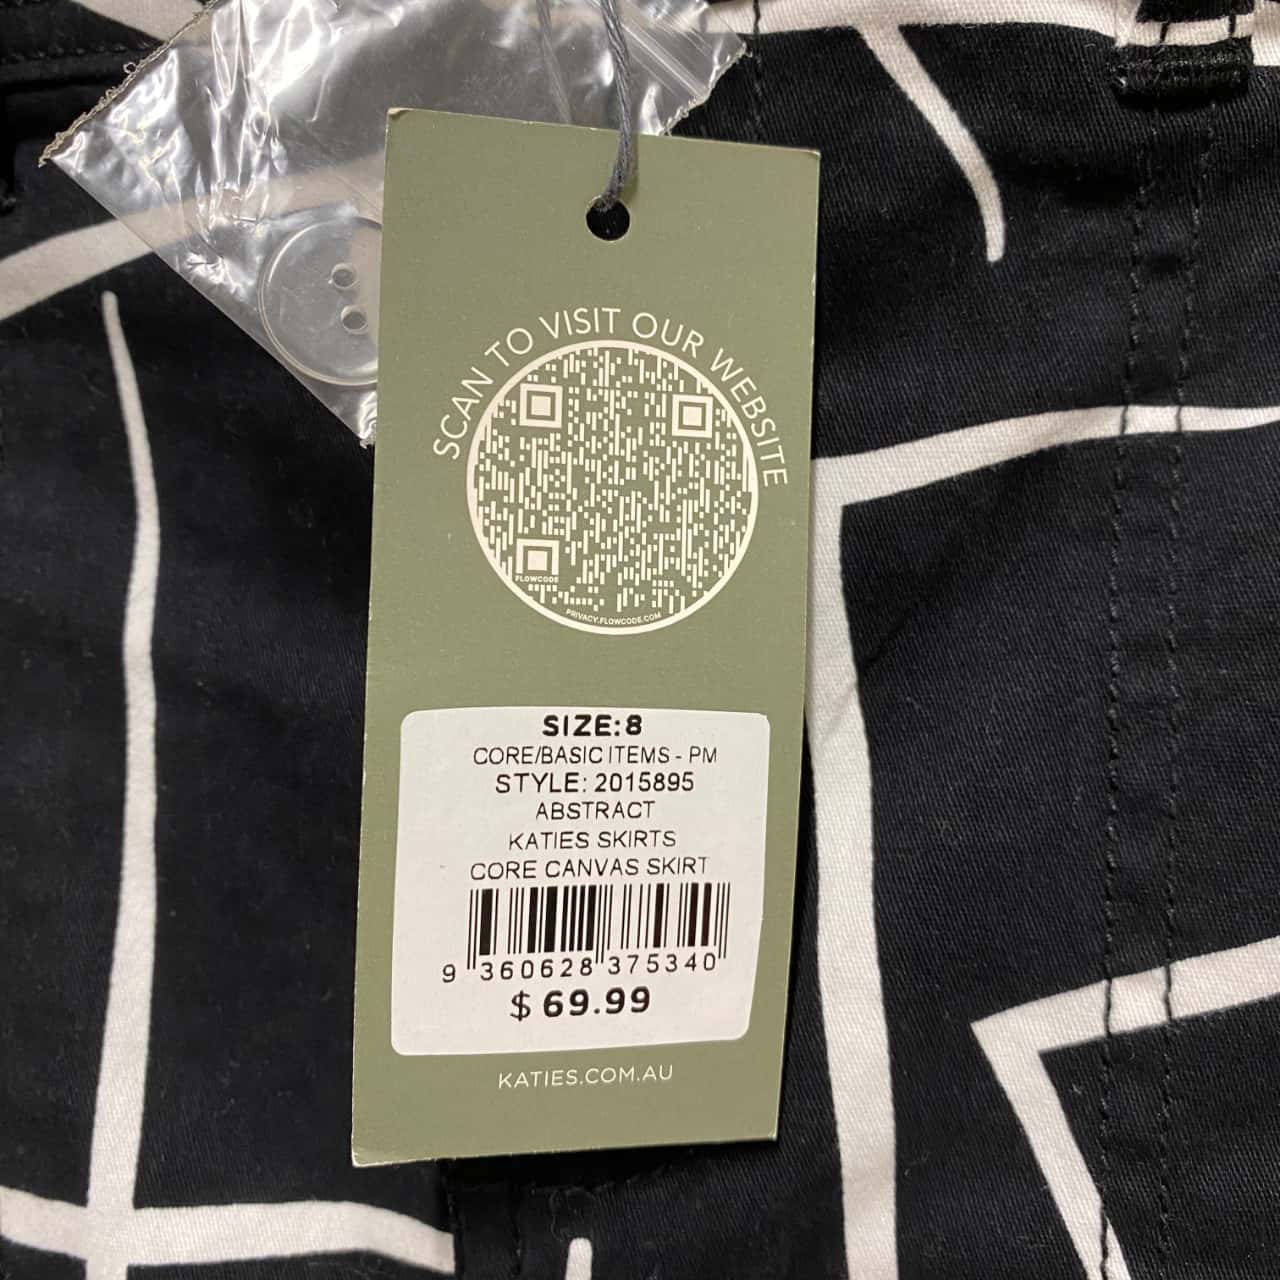 SCAN TO VISIT OUR WEBSITE
FLOWCODE
PRIVACY.FLOWCODE.COM
SIZE:8
CORE/BASIC ITEMS - PM
STYLE: 2015895
ABSTRACT
KATIES SKIRTS
CORE CANVAS SKIRT
9 360628 375340
$ 69.99
KATIES.COM.AU